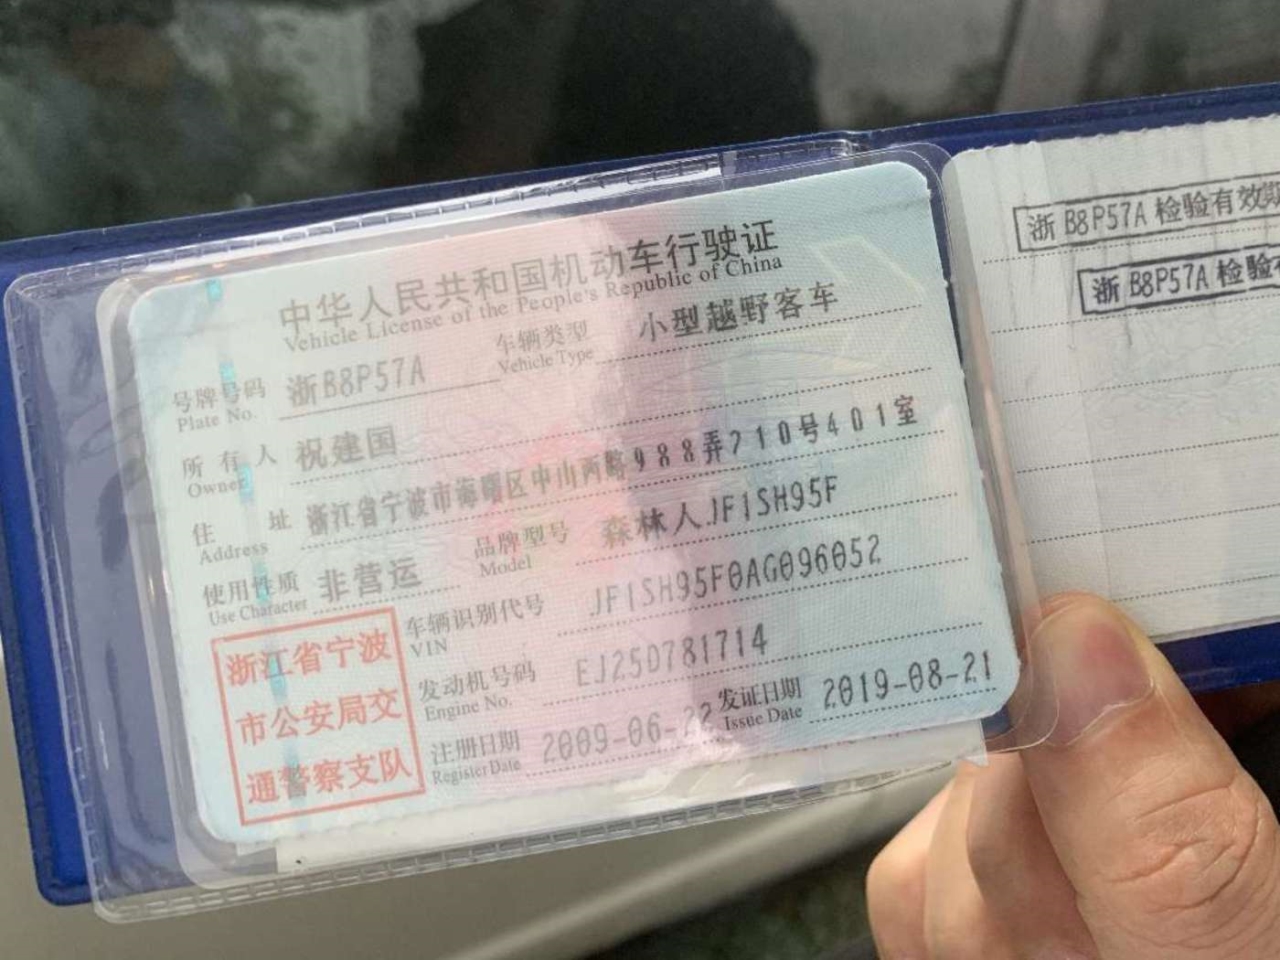 中华人民共和国机动车行驶证
Vehicle License of the People's Republic of China
号牌号码 浙B8P57A 车辆类型 小型越野客车
Plate No. Vehicle Type
所有人 祝建国
Owner
住址 浙江省宁波市海曙区中山西路988弄710号401室
Address
使用性质 非营运 品牌型号 森林人JF1SH95F
Use Character Model
车辆识别代号 JF1SH95F0AG096052
VIN
发动机号码 EJ25D781714
Engine No.
注册日期 2009-06-22 发证日期 2019-08-21
Register Date Issue Date
浙江省宁波
市公安局交
通警察支队
浙B8P57A检验有效期
浙B8P57A检验有